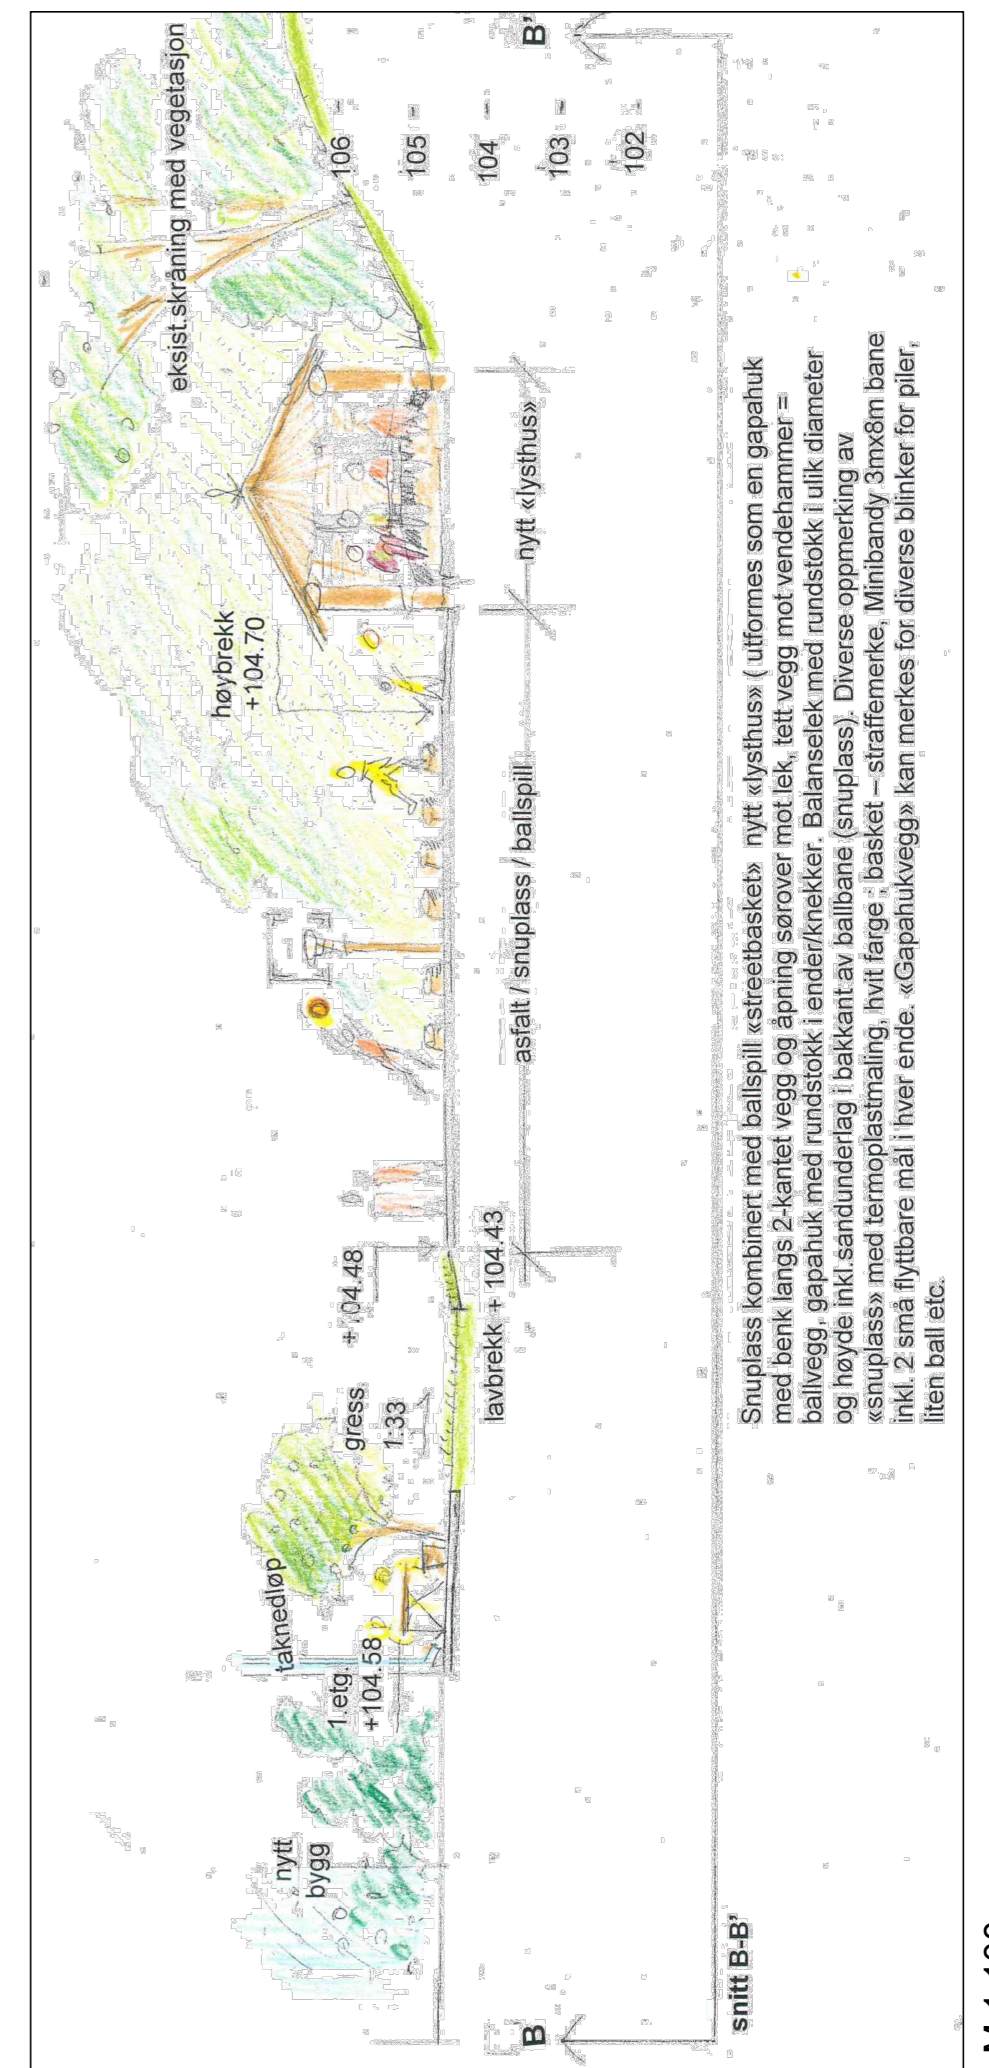 eksist.skråning med vegetasjon
høybrekk
+104.70
106
105
104
103
102
B'
taknedløp
gress.
1:33
1.etg.
+104.58
nytt
bygg
lavbrekk + 104.43
asfalt / snuplass / ballspill
nytt «lysthus»
B
snitt B-B'
Snuplass kombinert med ballspill «streetbasket» nytt «lysthus» ( utformes som en gapahuk
med benk langs 2-kantet vegg og åpning sørover mot lek, tett vegg mot vendehammer =
ballvegg, gapahuk med rundstokk i ender/knekker. Balanselek med rundstokk i ulik diameter
og høyde inkl.sandunderlag i bakkant av ballbane (snuplass). Diverse oppmerking av
«snuplass» med termoplastmaling, hvit farge ; basket – straffemerke, Minibandy 3mx8m bane
inkl. 2 små flyttbare mål i hver ende. «Gapahukvegg» kan merkes for diverse blinker for piler,
liten ball etc.